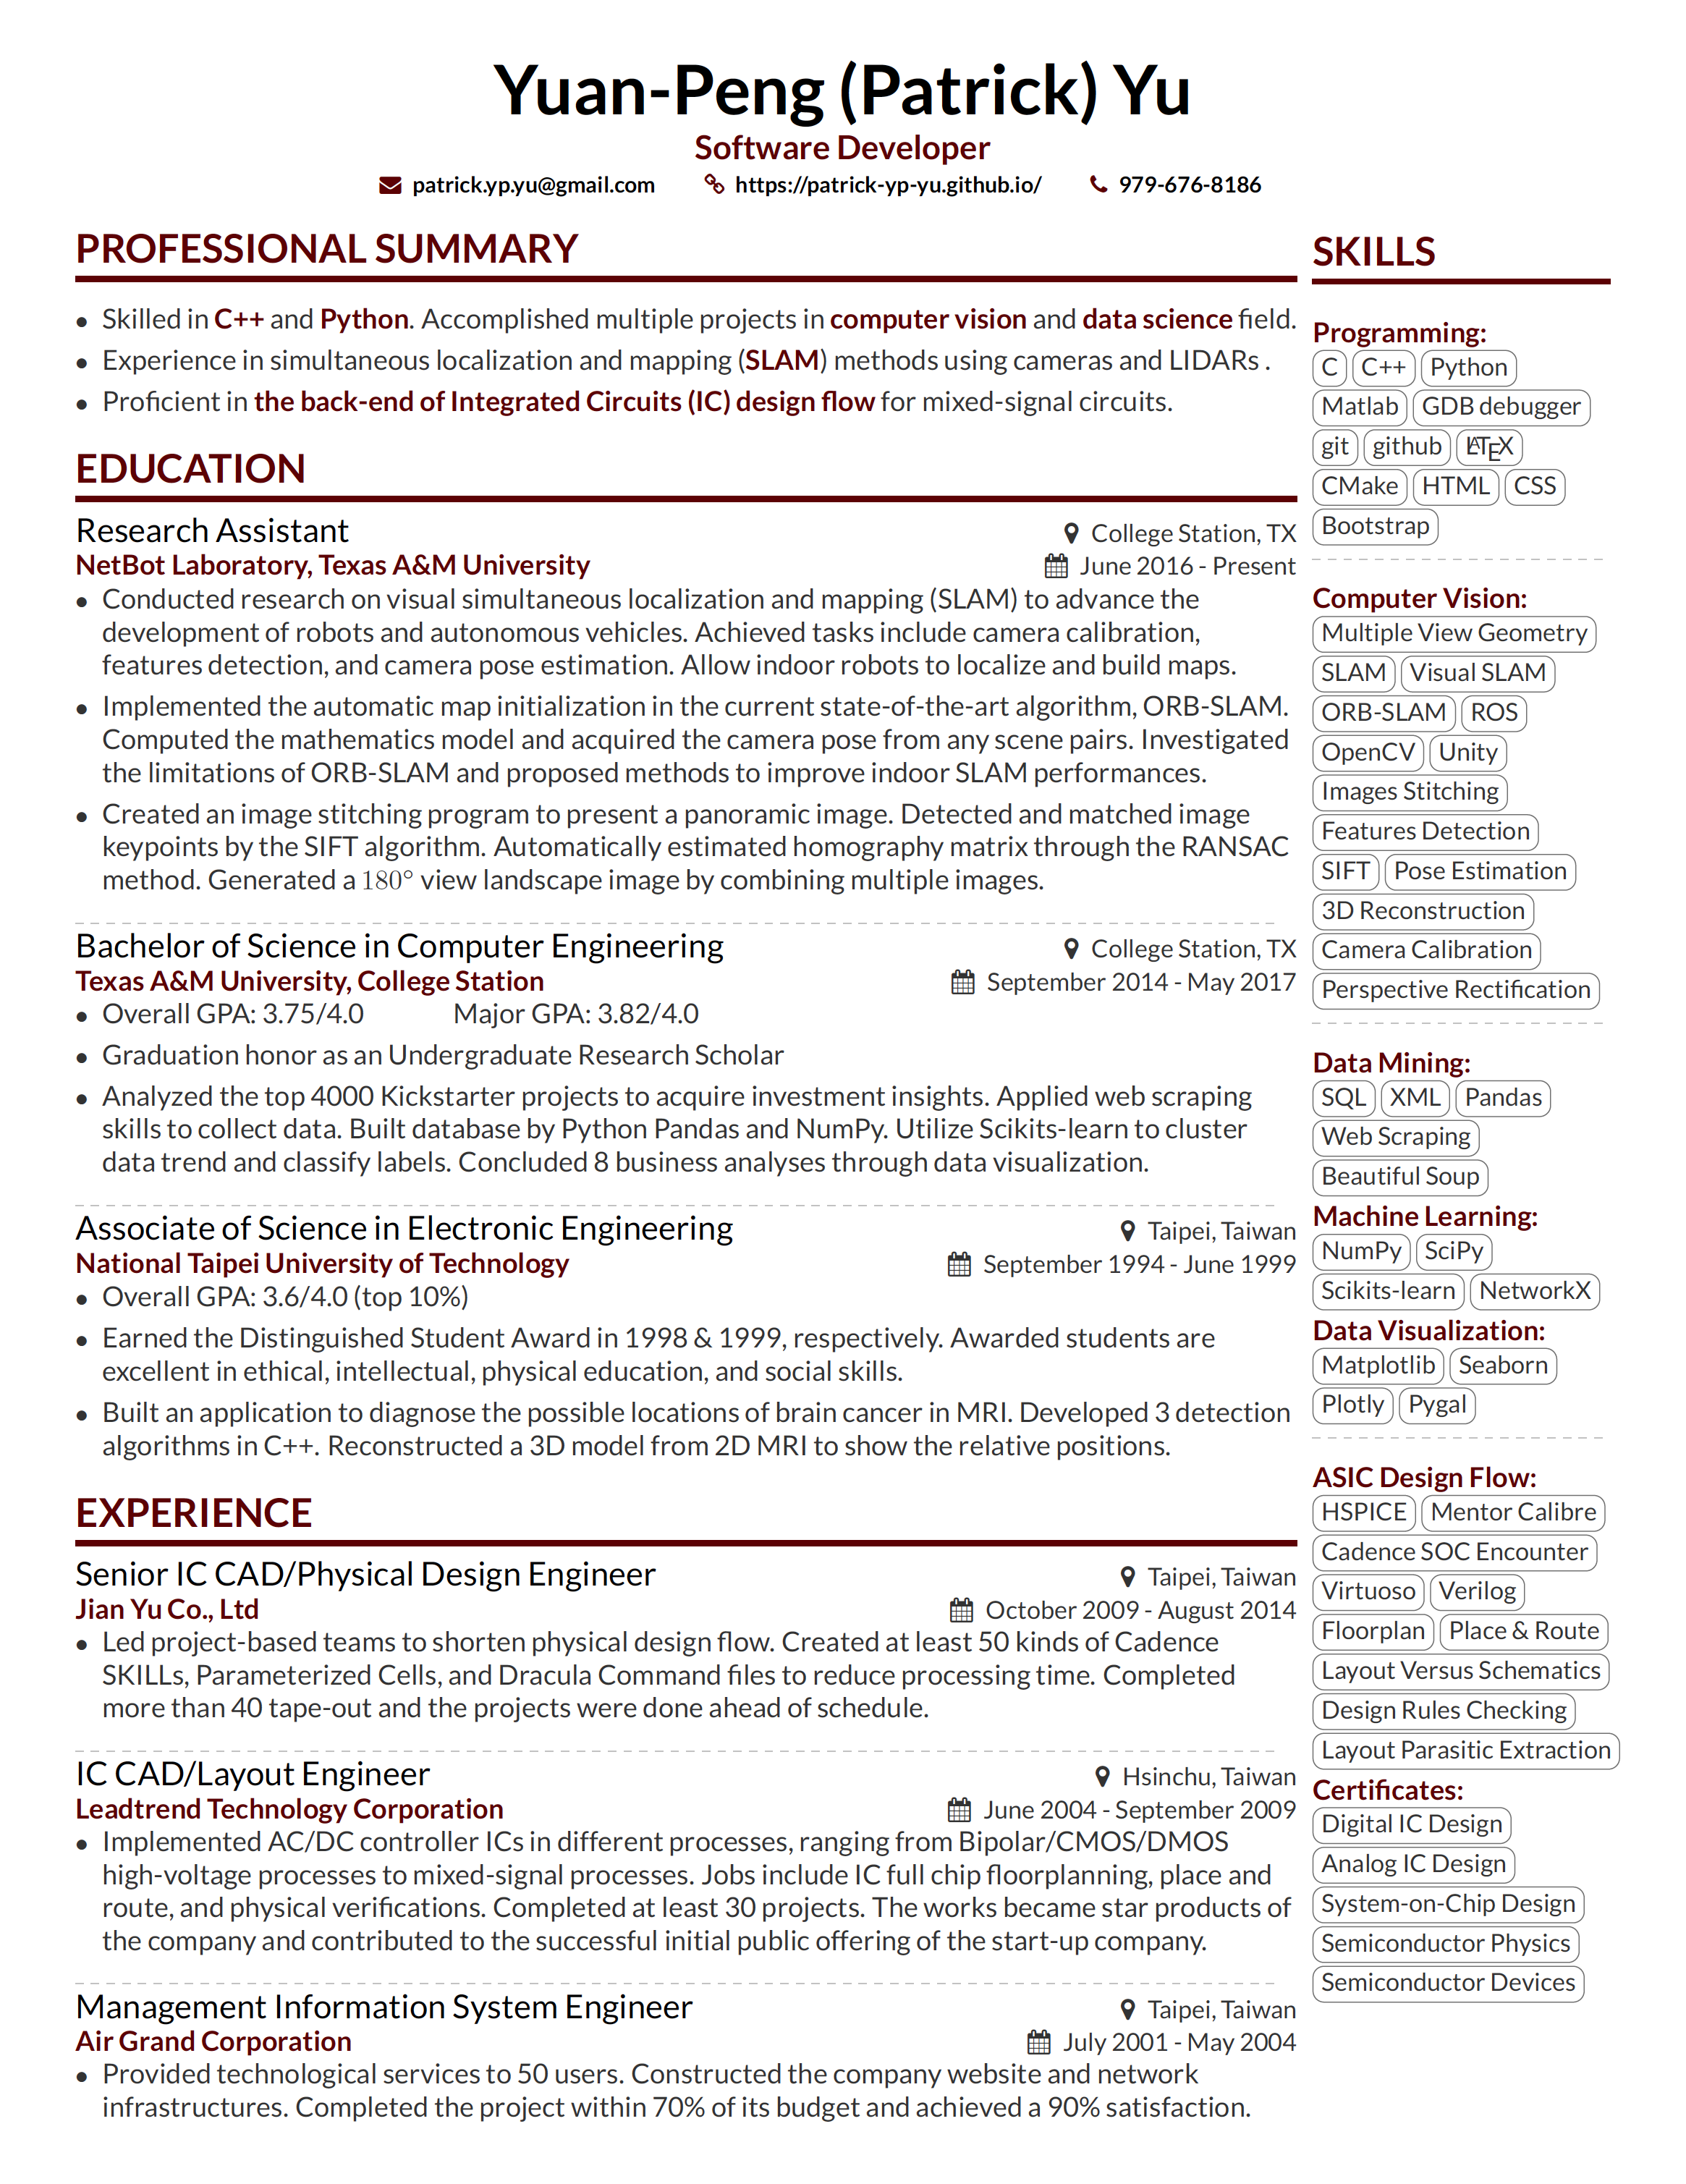 Yuan-Peng (Patrick) Yu
Software Developer
patrick.yp.yu@gmail.com https://patrick-yp-yu.github.io/ 979-676-8186
PROFESSIONAL SUMMARY
• Skilled in C++ and Python. Accomplished multiple projects in computer vision and data science field.
• Experience in simultaneous localization and mapping (SLAM) methods using cameras and LIDARs .
• Proficient in the back-end of Integrated Circuits (IC) design flow for mixed-signal circuits.
EDUCATION
Research Assistant College Station, TX
NetBot Laboratory, Texas A&M University June 2016 - Present
• Conducted research on visual simultaneous localization and mapping (SLAM) to advance the
development of robots and autonomous vehicles. Achieved tasks include camera calibration,
features detection, and camera pose estimation. Allow indoor robots to localize and build maps.
• Implemented the automatic map initialization in the current state-of-the-art algorithm, ORB-SLAM.
Computed the mathematics model and acquired the camera pose from any scene pairs. Investigated
the limitations of ORB-SLAM and proposed methods to improve indoor SLAM performances.
• Created an image stitching program to present a panoramic image. Detected and matched image
keypoints by the SIFT algorithm. Automatically estimated homography matrix through the RANSAC
method. Generated a 180° view landscape image by combining multiple images.
Bachelor of Science in Computer Engineering College Station, TX
Texas A&M University, College Station September 2014 - May 2017
• Overall GPA: 3.75/4.0 Major GPA: 3.82/4.0
• Graduation honor as an Undergraduate Research Scholar
• Analyzed the top 4000 Kickstarter projects to acquire investment insights. Applied web scraping
skills to collect data. Built database by Python Pandas and NumPy. Utilize Scikits-learn to cluster
data trend and classify labels. Concluded 8 business analyses through data visualization.
Associate of Science in Electronic Engineering Taipei, Taiwan
National Taipei University of Technology September 1994 - June 1999
• Overall GPA: 3.6/4.0 (top 10%)
• Earned the Distinguished Student Award in 1998 & 1999, respectively. Awarded students are
excellent in ethical, intellectual, physical education, and social skills.
• Built an application to diagnose the possible locations of brain cancer in MRI. Developed 3 detection
algorithms in C++. Reconstructed a 3D model from 2D MRI to show the relative positions.
EXPERIENCE
Senior IC CAD/Physical Design Engineer Taipei, Taiwan
Jian Yu Co., Ltd October 2009 - August 2014
• Led project-based teams to shorten physical design flow. Created at least 50 kinds of Cadence
SKILLs, Parameterized Cells, and Dracula Command files to reduce processing time. Completed
more than 40 tape-out and the projects were done ahead of schedule.
IC CAD/Layout Engineer Hsinchu, Taiwan
Leadtrend Technology Corporation June 2004 - September 2009
• Implemented AC/DC controller ICs in different processes, ranging from Bipolar/CMOS/DMOS
high-voltage processes to mixed-signal processes. Jobs include IC full chip floorplanning, place and
route, and physical verifications. Completed at least 30 projects. The works became star products of
the company and contributed to the successful initial public offering of the start-up company.
Management Information System Engineer Taipei, Taiwan
Air Grand Corporation July 2001 - May 2004
• Provided technological services to 50 users. Constructed the company website and network
infrastructures. Completed the project within 70% of its budget and achieved a 90% satisfaction.
SKILLS
Programming:
C C++ Python
Matlab GDB debugger
git github LATEX
CMake HTML CSS
Bootstrap
Computer Vision:
Multiple View Geometry
SLAM Visual SLAM
ORB-SLAM ROS
OpenCV Unity
Images Stitching
Features Detection
SIFT Pose Estimation
3D Reconstruction
Camera Calibration
Perspective Rectification
Data Mining:
SQL XML Pandas
Web Scraping
Beautiful Soup
Machine Learning:
NumPy SciPy
Scikits-learn NetworkX
Data Visualization:
Matplotlib Seaborn
Plotly Pygal
ASIC Design Flow:
HSPICE Mentor Calibre
Cadence SOC Encounter
Virtuoso Verilog
Floorplan Place & Route
Layout Versus Schematics
Design Rules Checking
Layout Parasitic Extraction
Certificates:
Digital IC Design
Analog IC Design
System-on-Chip Design
Semiconductor Physics
Semiconductor Devices